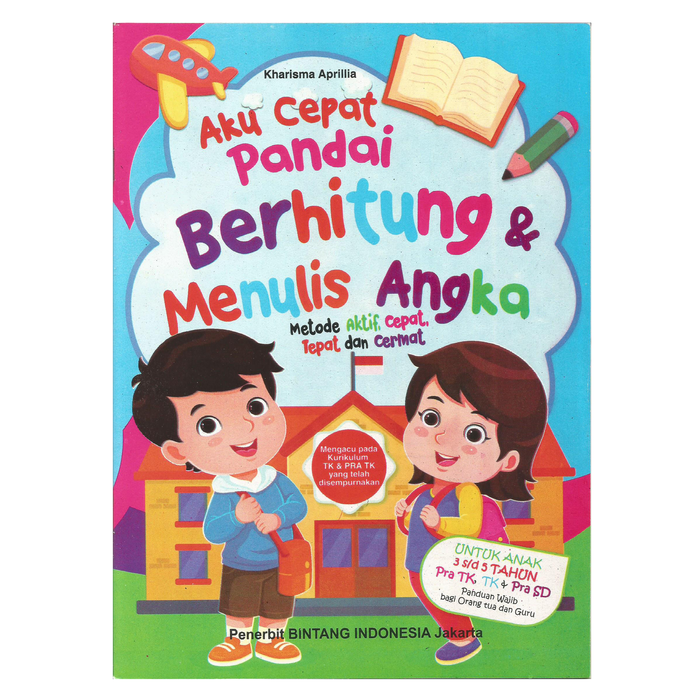 Kharisma Aprillia
Aku Cepat
Pandai
Berhitung &
Menulis Angka
Metode Aktif, Cepat,
Tepat dan Cermat
Mengacu pada
Kurikulum
TK & PRA TK
yang telah
disempurnakan
UNTUK ANAK
3 s/d 5 TAHUN
Pra TK, TK & Pra SD
Panduan Wajib
bagi Orang tua dan Guru
Penerbit BINTANG INDONESIA Jakarta